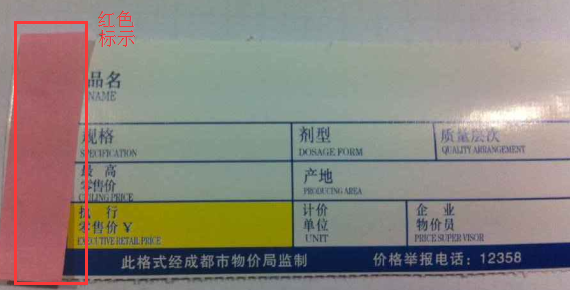 红色
标示
品名
NAME
规格 剂型 质量层次
SPECIFICATION DOSAGE FORM QUALITY ARRANGEMENT
最 高
零售价 产地
CEILING PRICE PRODUCING AREA
执 行 计价 企 业
零售价¥ 单位 物价员
EXECUTIVE RETAIL PRICE UNIT PRICE SUPER VISOR
此格式经成都市物价局监制 价格举报电话：12358